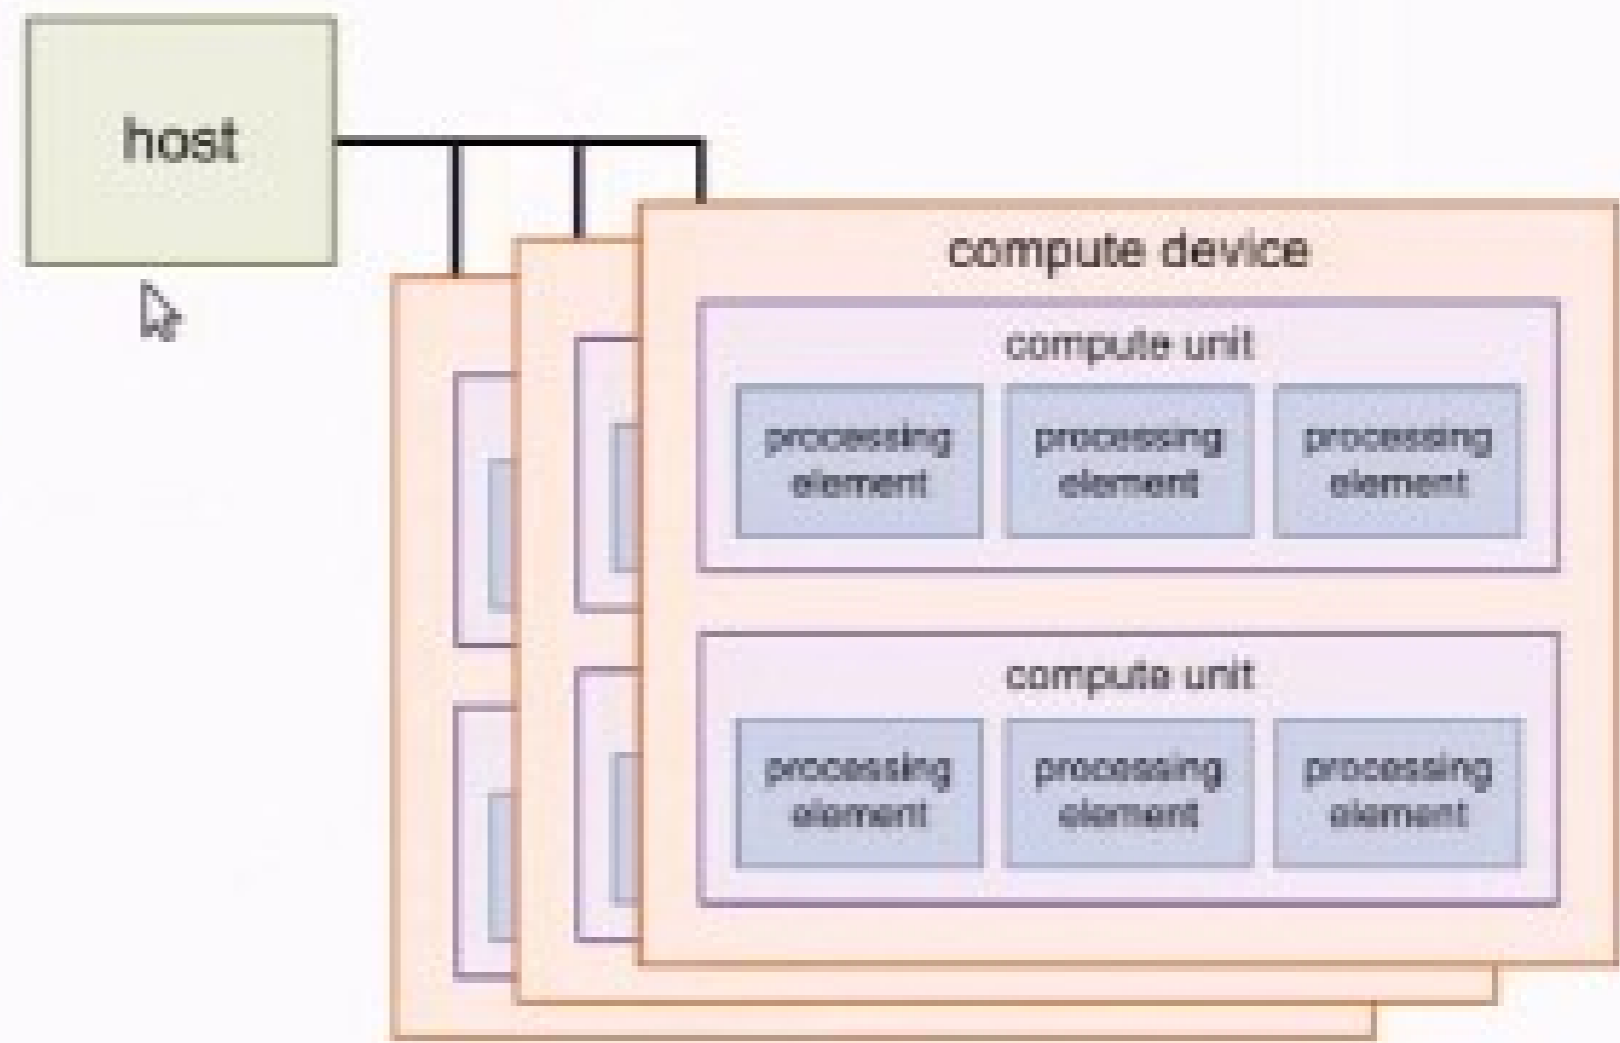 host
compute device
compute unit
processing processing processing
element element element
compute unit
processing processing processing
element element element